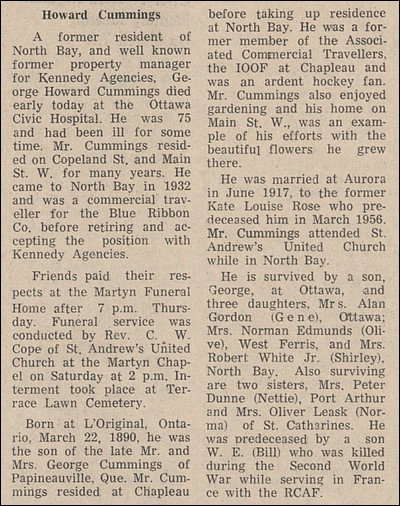 Howard Cummings
A former resident of
North Bay, and well known
former property manager
for Kennedy Agencies, Ge-
orge Howard Cummings died
early today at the Ottawa
Civic Hospital. He was 75
and had been ill for some
time. Mr. Cummings resid-
ed on Copeland St. and Main
St. W. for many years. He
came to North Bay in 1932
and was a commercial trav-
eller for the Blue Ribbon
Co. before retiring and ac-
cepting the position with
Kennedy Agencies.
Friends paid their res-
pects at the Martyn Funeral
Home after 7 p.m. Thurs-
day. Funeral service was
conducted by Rev. C. W.
Cope of St. Andrew's United
Church at the Martyn Chap-
el on Saturday at 2 p.m. In-
terment took place at Ter-
race Lawn Cemetery.
Born at L'Original, Onta-
rio, March 22, 1890, he was
the son of the late Mr. and
Mrs. George Cummings of
Papineauville, Que. Mr. Cum-
mings resided at Chapleau
before taking up residence
at North Bay. He was a for-
mer member of the Associ-
ated Commercial Travellers,
the IOOF at Chapleau and
was an ardent hockey fan.
Mr. Cummings also enjoyed
gardening and his home on
Main St. W., was an exam-
ple of his efforts with the
beautiful flowers he grew
there.
He was married at Aurora
in June 1917, to the former
Kate Louise Rose who pre-
deceased him in March 1956.
Mr. Cummings attended St.
Andrew's United Church
while in North Bay.
He is survived by a son,
George, at Ottawa, and
three daughters, Mrs. Alan
Gordon (Gene), Ottawa;
Mrs. Norman Edmunds (Oli-
ve), West Ferris, and Mrs.
Robert White Jr. (Shirley),
North Bay. Also surviving
are two sisters, Mrs. Peter
Dunne (Nettie), Port Arthur
and Mrs. Oliver Leask (Nor-
ma) of St. Catharines. He
was predeceased by a son
W. E. (Bill) who was killed
during the Second World
War while serving in Fran-
ce with the RCAF.